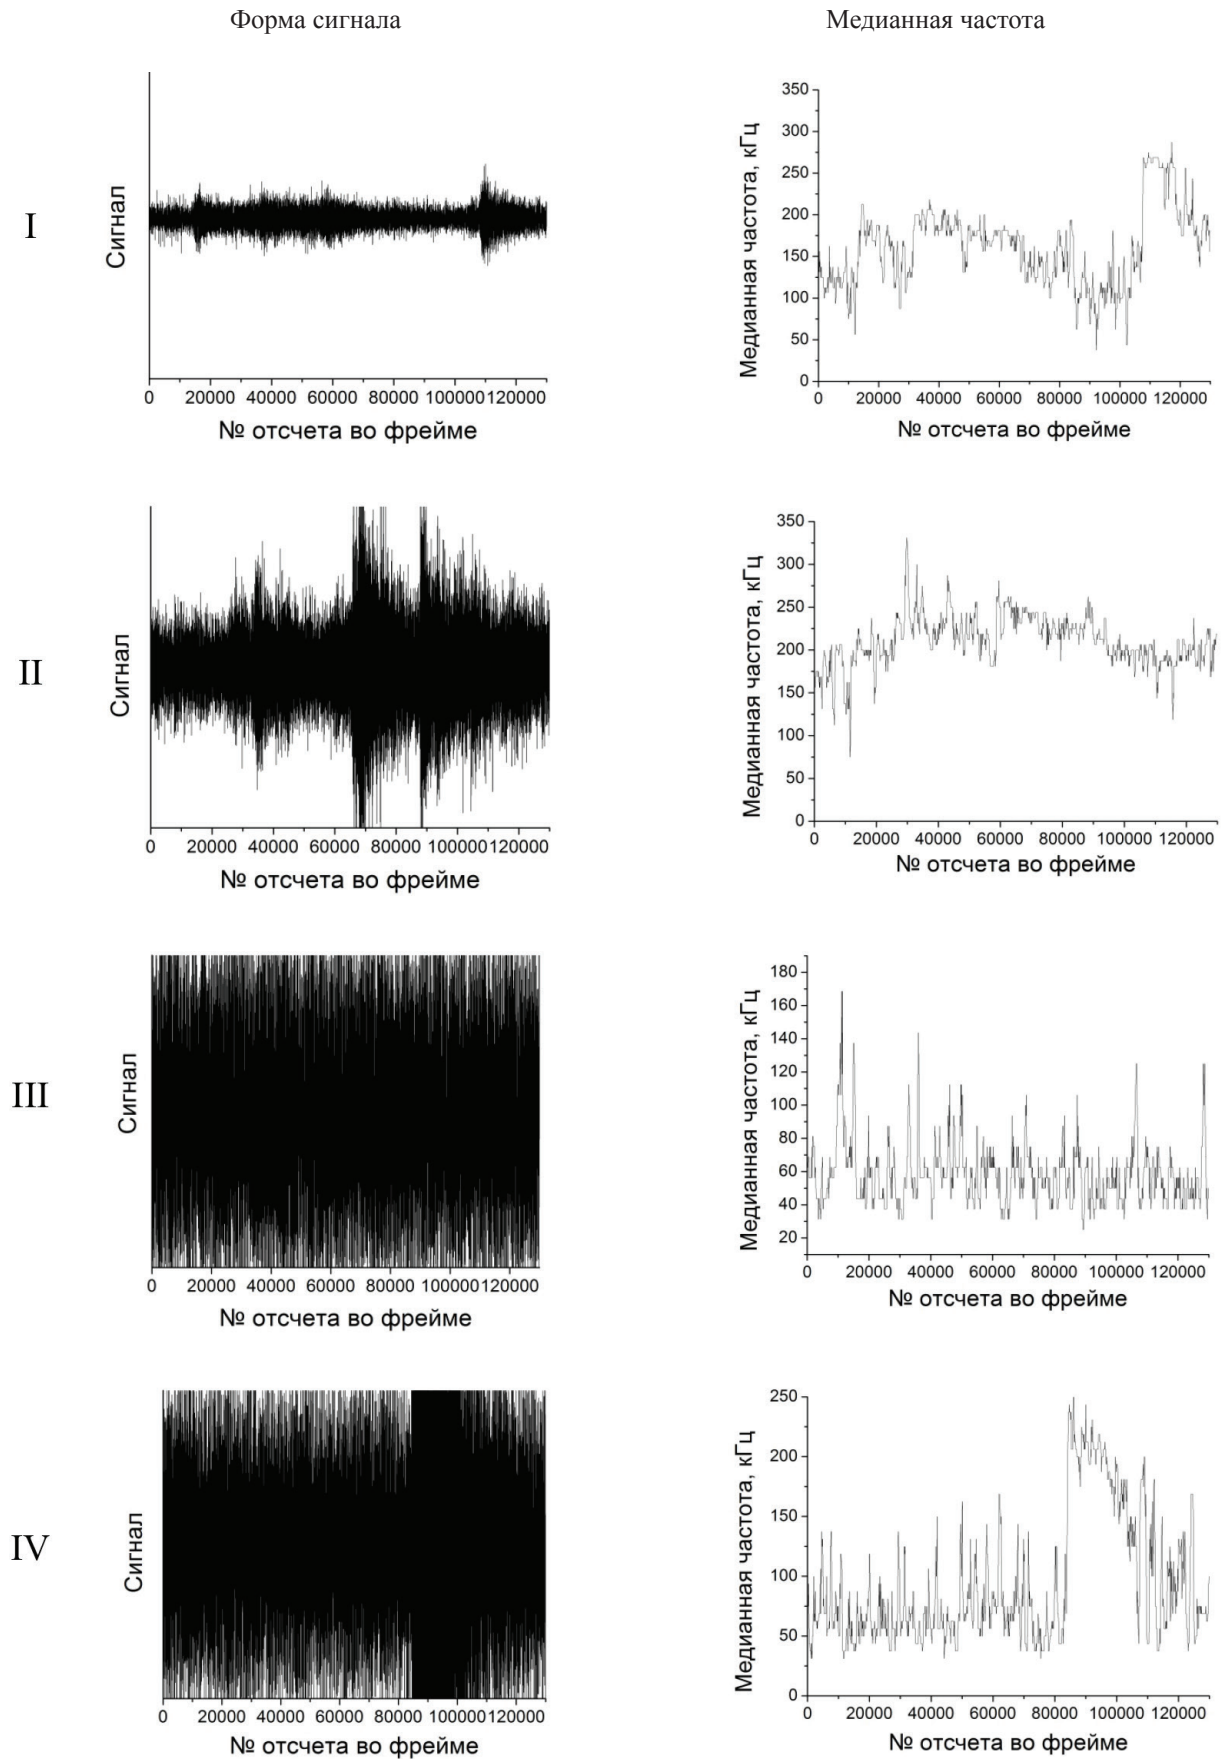 Форма сигнала
Медианная частота
I
Сигнал
0 20000 40000 60000 80000 100000 120000
№ отсчета во фрейме
Медианная частота, кГц
350
300
250
200
150
100
50
0
0 20000 40000 60000 80000 100000 120000
№ отсчета во фрейме
II
Сигнал
0 20000 40000 60000 80000 100000 120000
№ отсчета во фрейме
Медианная частота, кГц
350
300
250
200
150
100
50
0
0 20000 40000 60000 80000 100000 120000
№ отсчета во фрейме
III
Сигнал
0 20000 40000 60000 80000 100000 120000
№ отсчета во фрейме
Медианная частота, кГц
180
160
140
120
100
80
60
40
20
0 20000 40000 60000 80000 100000 120000
№ отсчета во фрейме
IV
Сигнал
0 20000 40000 60000 80000 100000 120000
№ отсчета во фрейме
Медианная частота, кГц
250
200
150
100
50
0
0 20000 40000 60000 80000 100000 120000
№ отсчета во фрейме